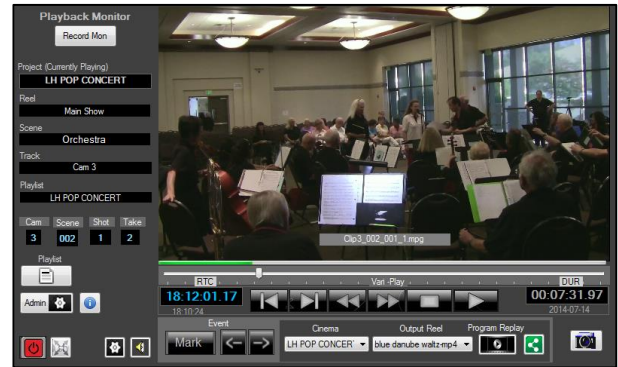 Playback Monitor
Record Mon
Project (Currently Playing)
LH POP CONCERT
Reel
Main Show
Scene
Orchestra
Track
Cam 3
Playlist
LH POP CONCERT
Cam Scene Shot Take
3 002 1 2
Playlist
Admin
Clip3_002_001_1.mpg
RTC Vari -Play DUR
18:12:01.17 00:07:31.97
18:10:24 2014-07-14
Event
Mark
Cinema Output Reel Program Replay
LH POP CONCER blue danube waltz-mp4